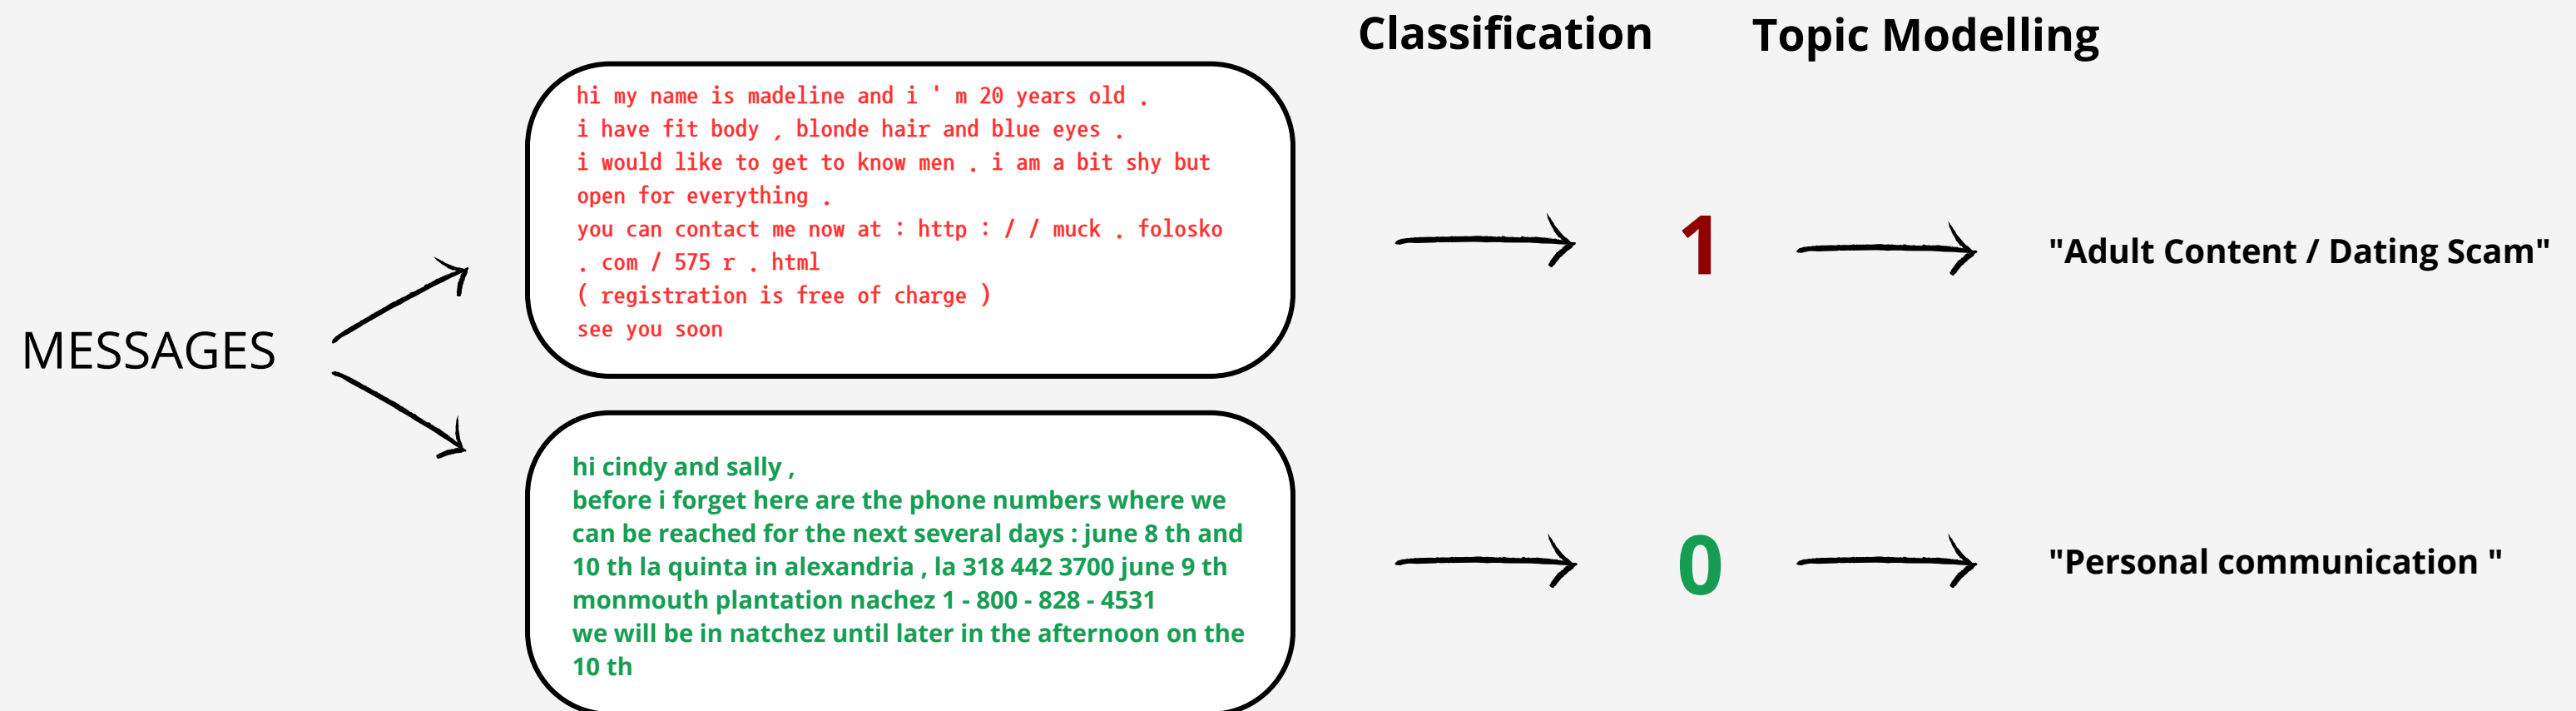 Classification
Topic Modelling
MESSAGES
hi my name is madeline and i ' m 20 years old .
i have fit body , blonde hair and blue eyes .
i would like to get to know men . i am a bit shy but
open for everything .
you can contact me now at : http : / / muck . folosko
. com / 575 r . html
( registration is free of charge )
see you soon
1
"Adult Content / Dating Scam"
hi cindy and sally ,
before i forget here are the phone numbers where we
can be reached for the next several days : june 8 th and
10 th la quinta in alexandria , la 318 442 3700 june 9 th
monmouth plantation nachez 1 - 800 - 828 - 4531
we will be in natchez until later in the afternoon on the
10 th
0
"Personal communication "